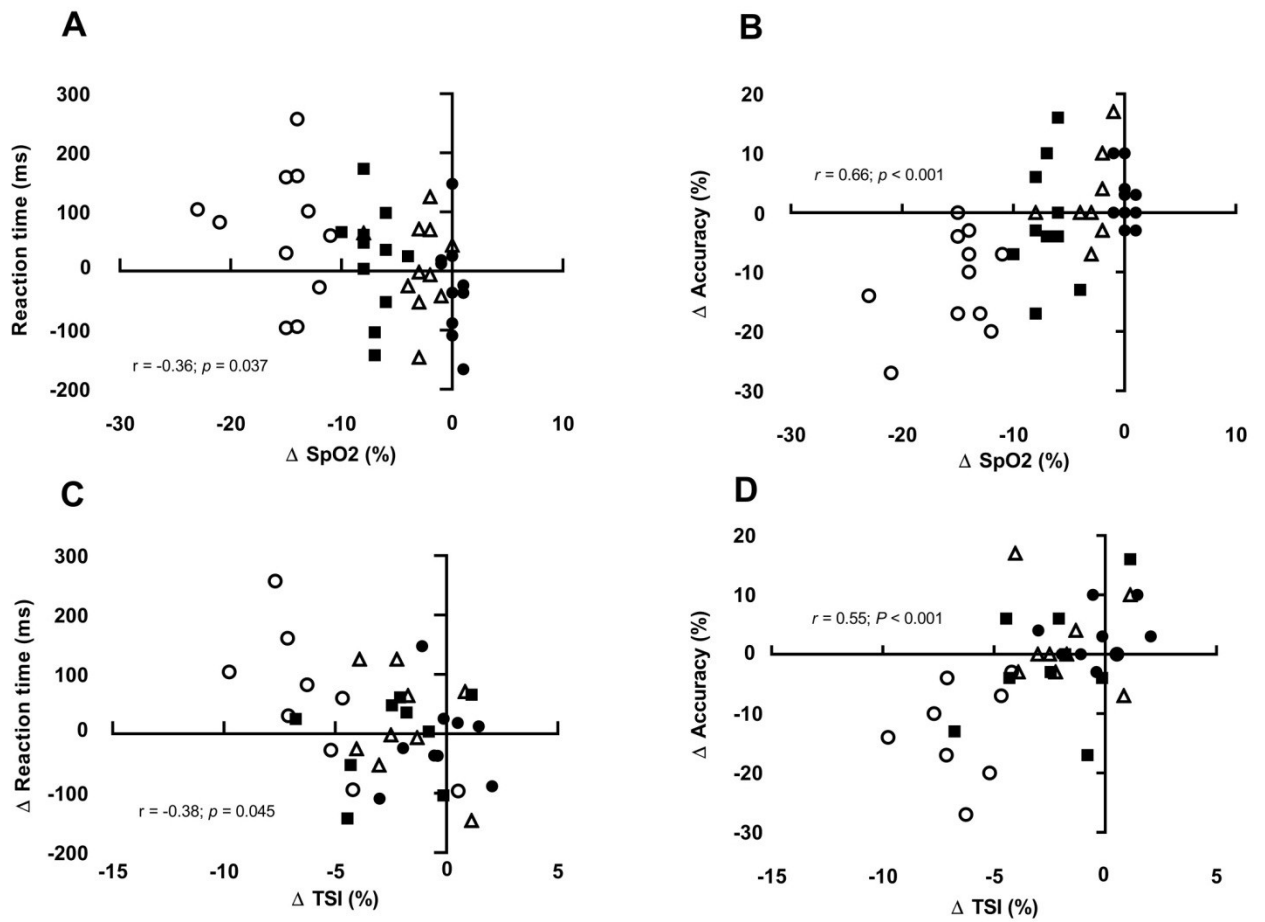 A
300
200
100
0
-100
-200
Reaction time (ms)
r = -0.36; p = 0.037
-30 -20 -10 0 10
Δ SpO2 (%)
B
20
10
0
-10
-20
-30
Δ Accuracy (%)
r = 0.66; p < 0.001
-30 -20 -10 0 10
Δ SpO2 (%)
C
300
200
100
0
-100
-200
Δ Reaction time (ms)
r = -0.38; p = 0.045
-15 -10 -5 0 5
Δ TSI (%)
D
20
10
0
-10
-20
-30
Δ Accuracy (%)
r = 0.55; P < 0.001
-15 -10 -5 0 5
Δ TSI (%)